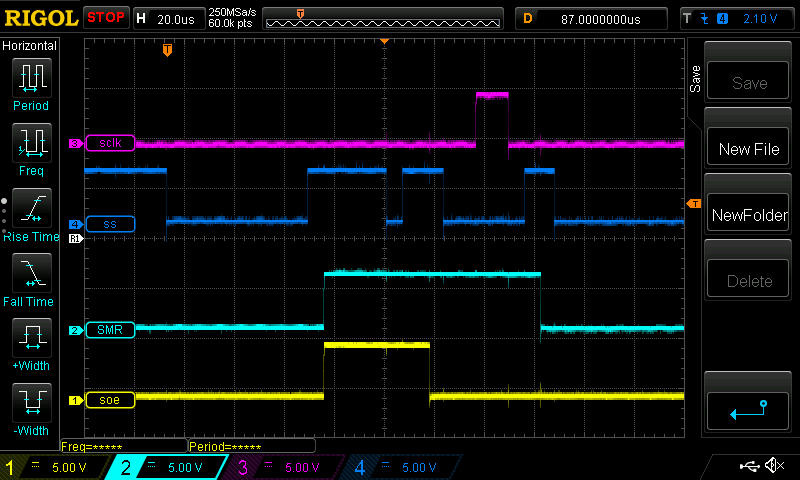 RIGOL STOP H 20.0us 250MSa/s 60.0k pts T D 87.0000000us T 4 2.10 V
Horizontal
Period
Freq
Rise Time
Fall Time
+Width
-Width
T
3 sclk
4 ss
R1
2 SMR
1 soe
T
Freq=***** Period=*****
1 5.00 V 2 5.00 V 3 5.00 V 4 5.00 V
Save
Save
New File
NewFolder
Delete